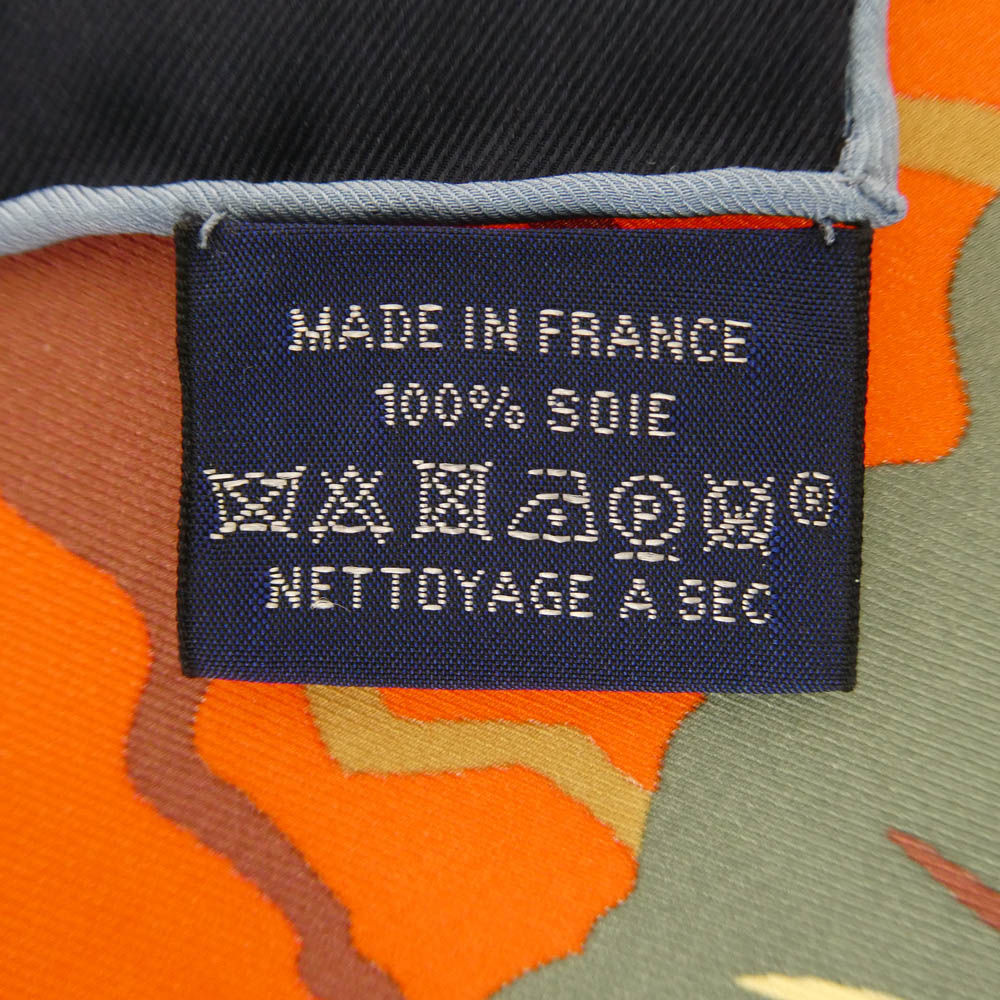 MADE IN FRANCE
100% SOIE
P W ®
NETTOYAGE A SEC